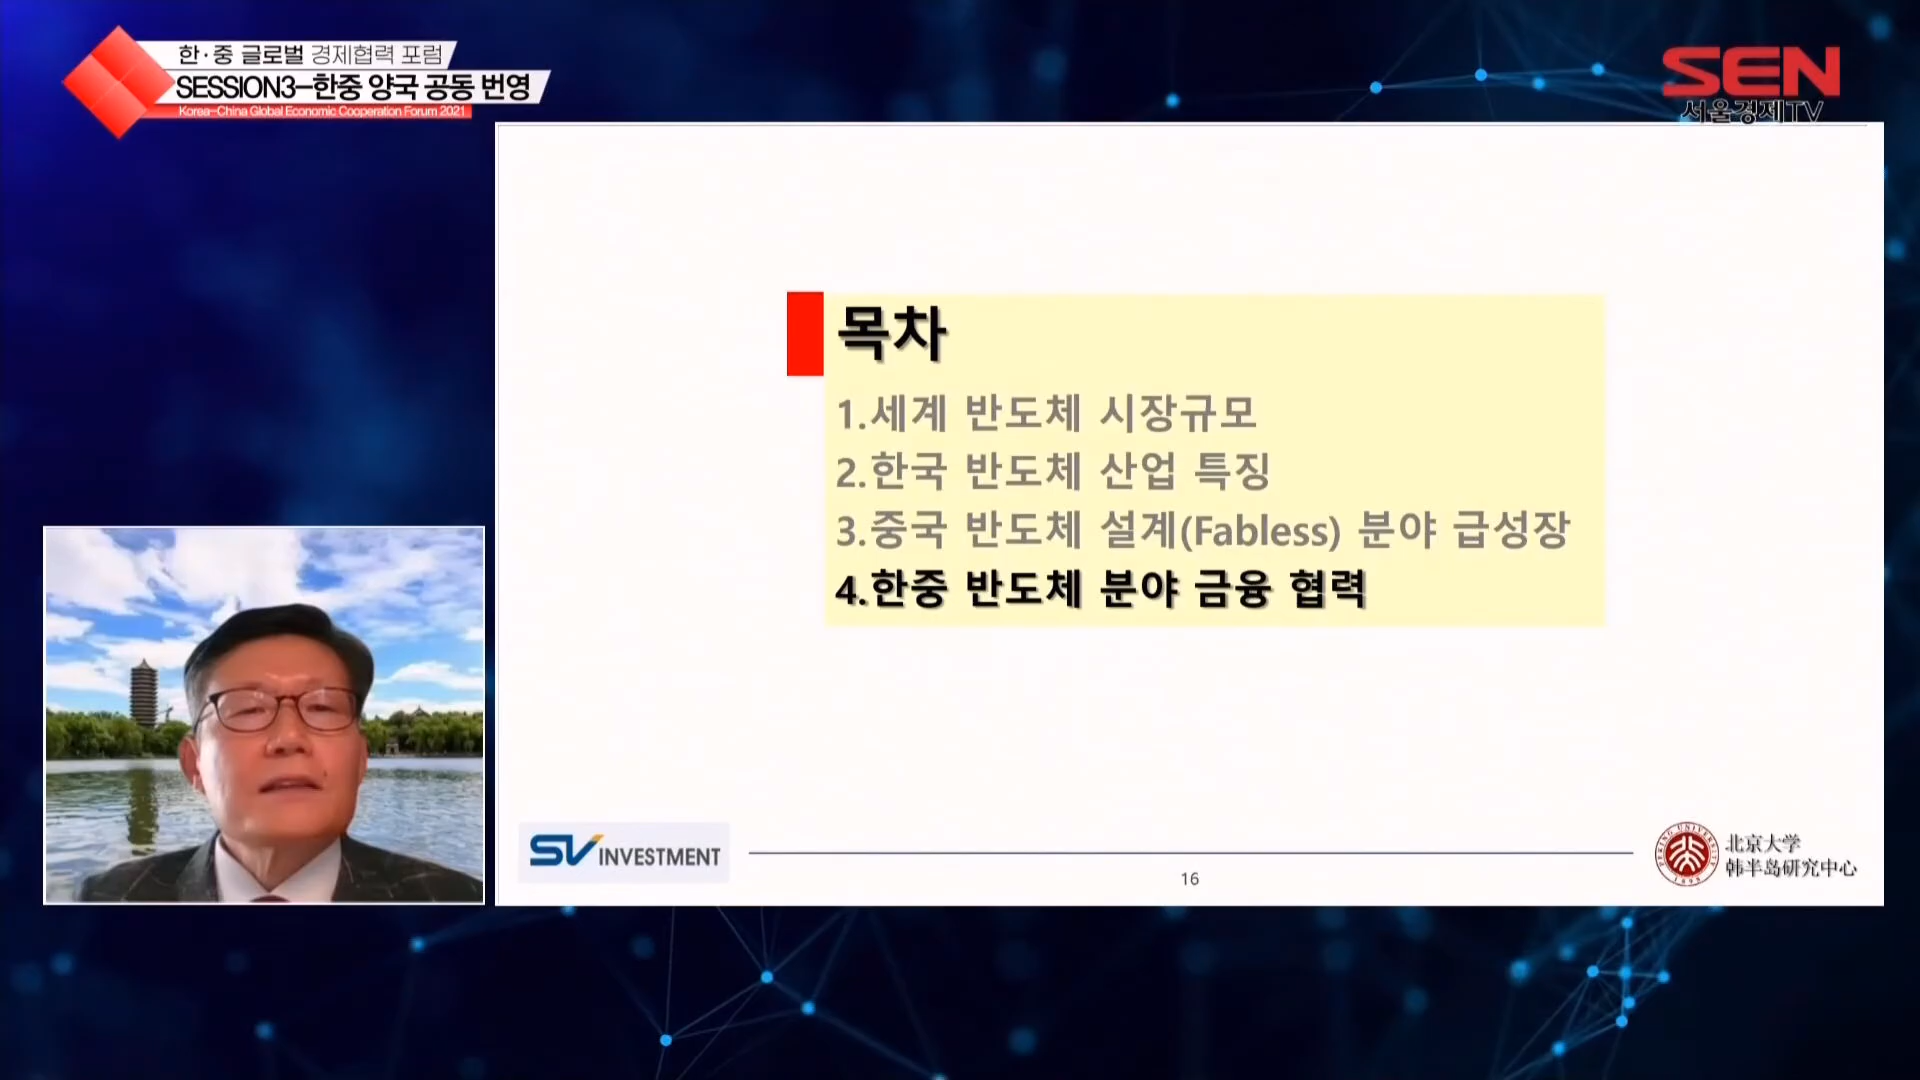 한·중 글로벌 경제협력 포럼
SESSION3-한중 양국 공동 번영
Korea-China Global Economic Cooperation Forum 2021
SEN
서울경제TV
목차
1.세계 반도체 시장규모
2.한국 반도체 산업 특징
3.중국 반도체 설계(Fabless) 분야 급성장
4.한중 반도체 분야 금융 협력
SV INVESTMENT
16
PEKING UNIVERSITY
1898
北京大学
韩半岛研究中心